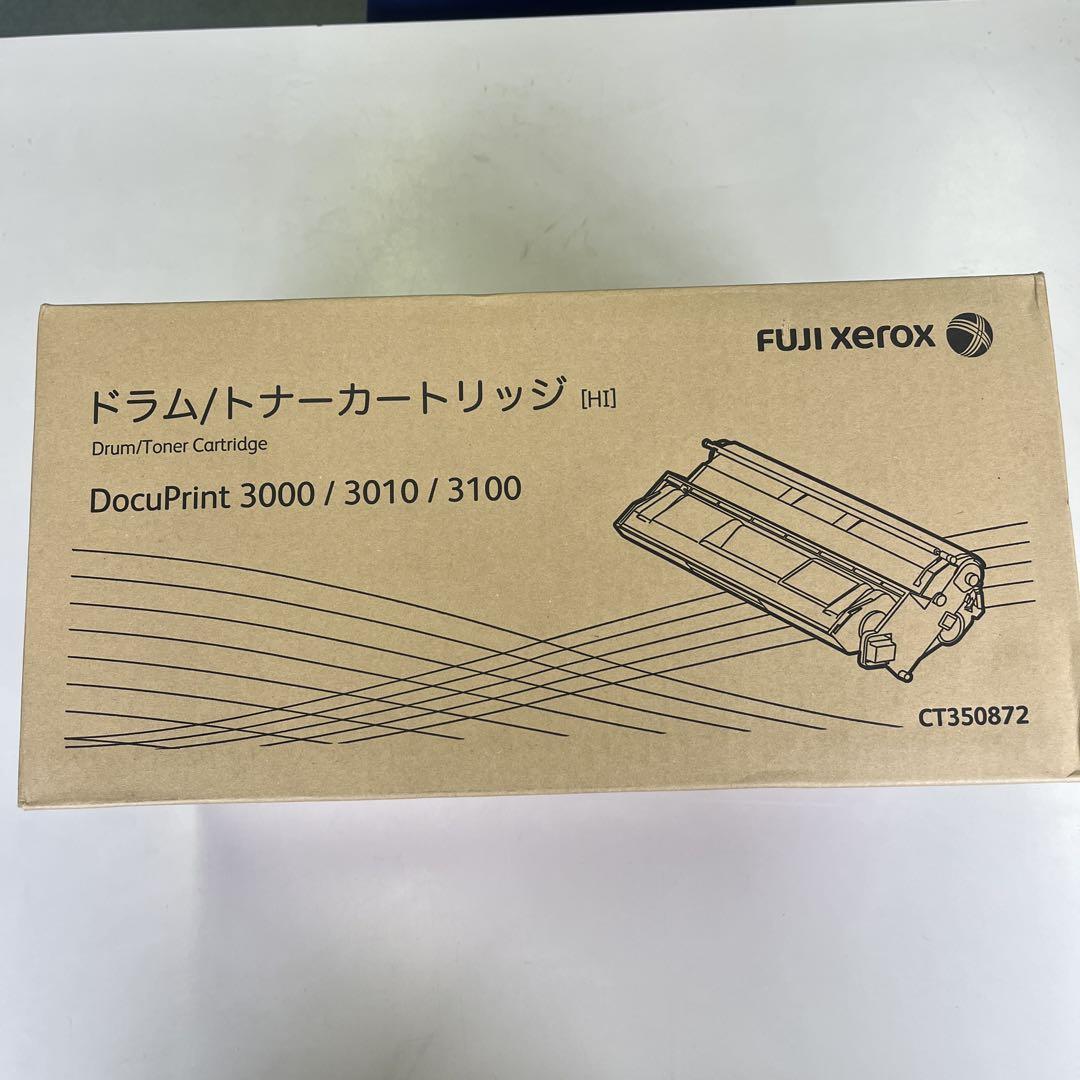 FUJI xerox
ドラム/トナーカートリッジ [HI]
Drum/Toner Cartridge
DocuPrint 3000 / 3010 / 3100
CT350872